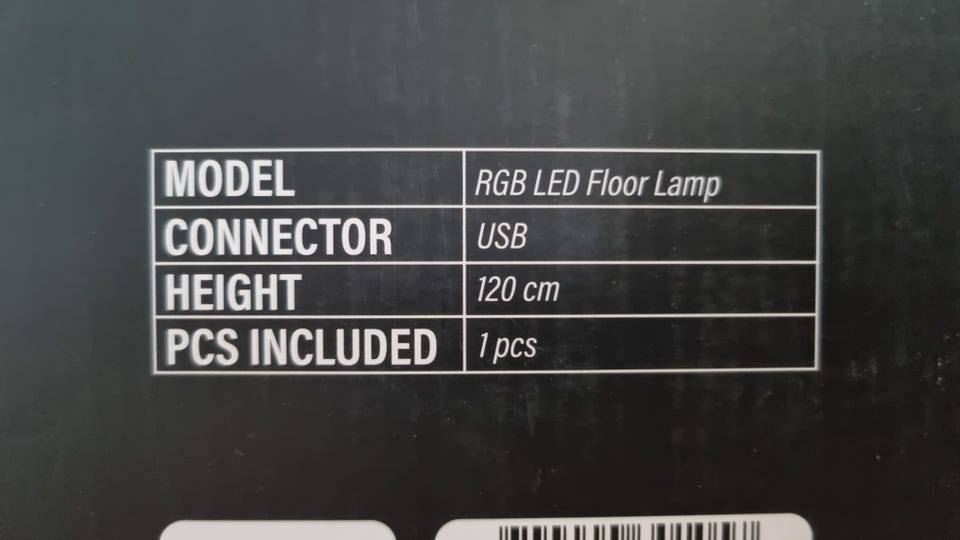 MODEL RGB LED Floor Lamp
CONNECTOR USB
HEIGHT 120 cm
PCS INCLUDED 1 pcs